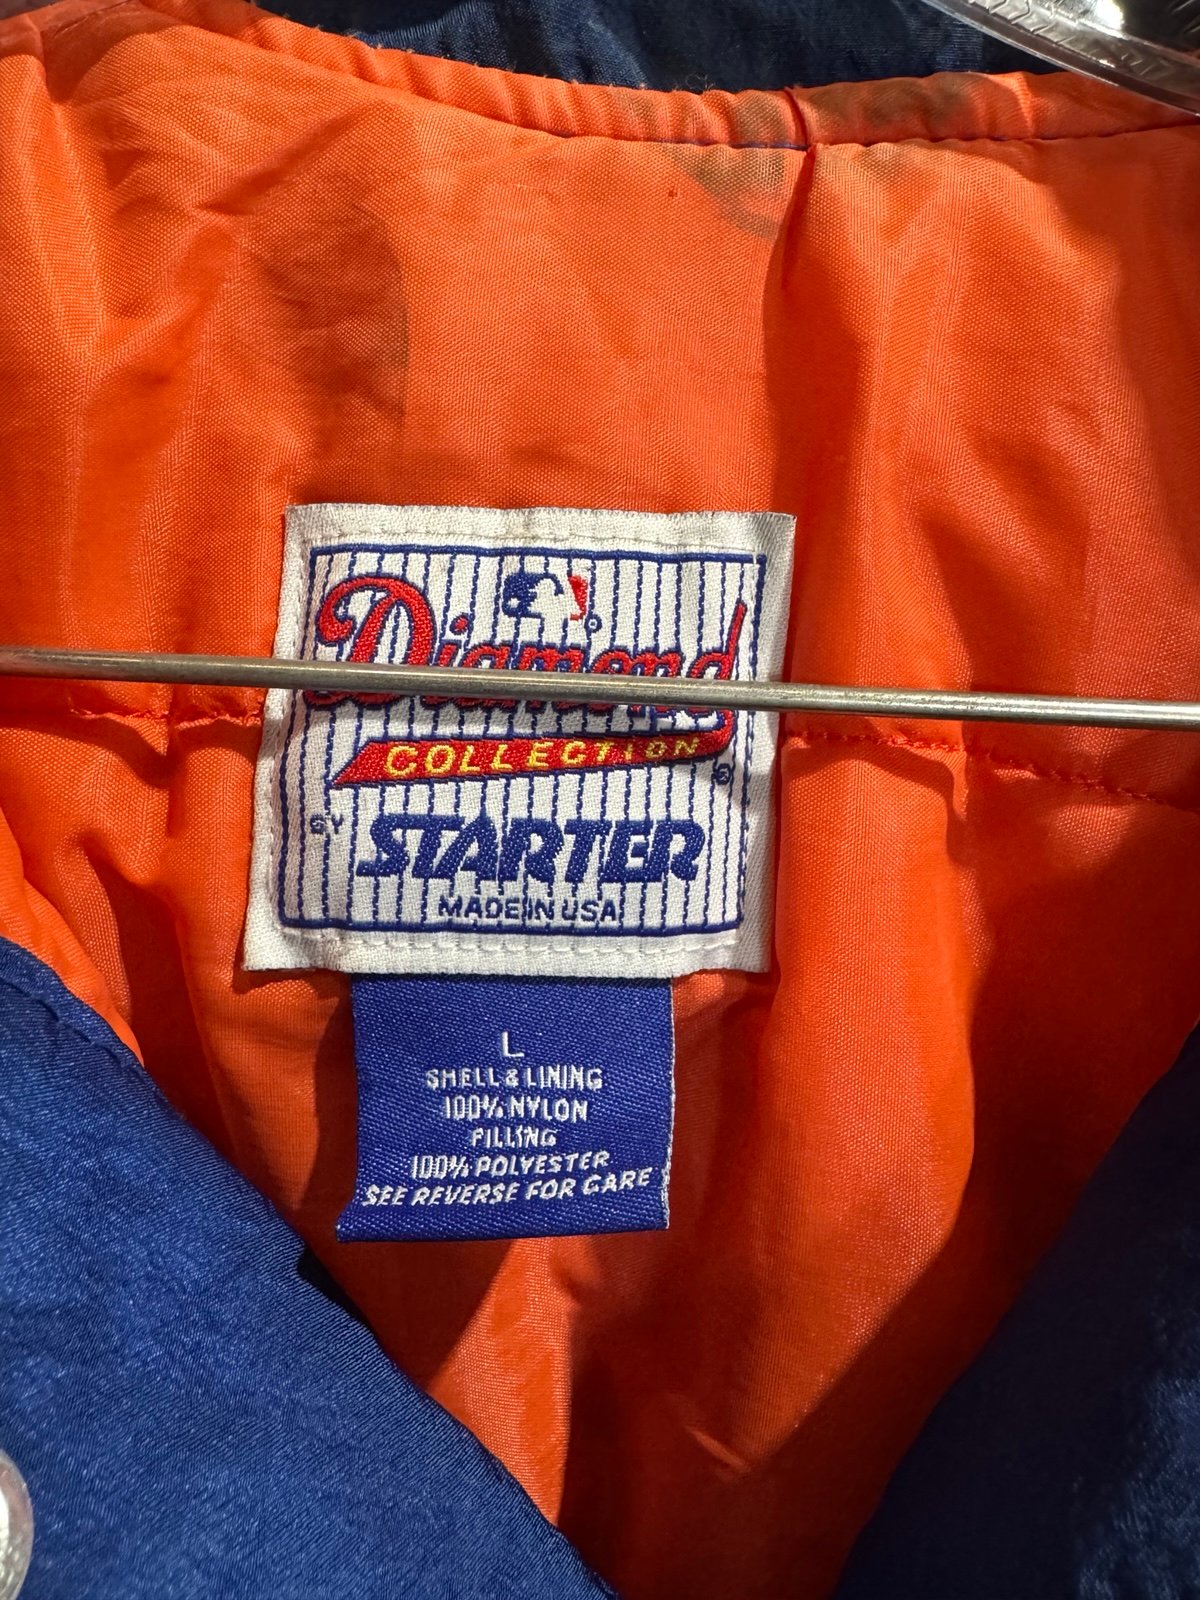 Diamond
COLLECTION
®
BY
STARTER
MADE IN USA
L
SHELL & LINING
100% NYLON
FILLING
100% POLYESTER
SEE REVERSE FOR CARE